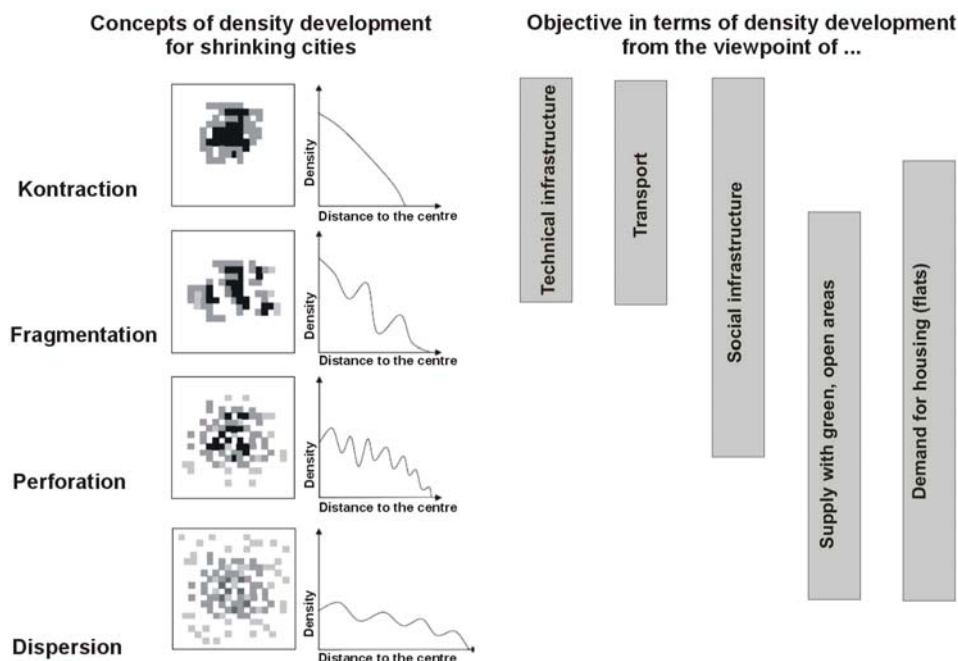 Concepts of density development
for shrinking cities
Objective in terms of density development
from the viewpoint of ...
Kontraction
Density
Distance to the centre
Fragmentation
Density
Distance to the centre
Perforation
Density
Distance to the centre
Dispersion
Density
Distance to the centre
Technical infrastructure
Transport
Social infrastructure
Supply with green, open areas
Demand for housing (flats)